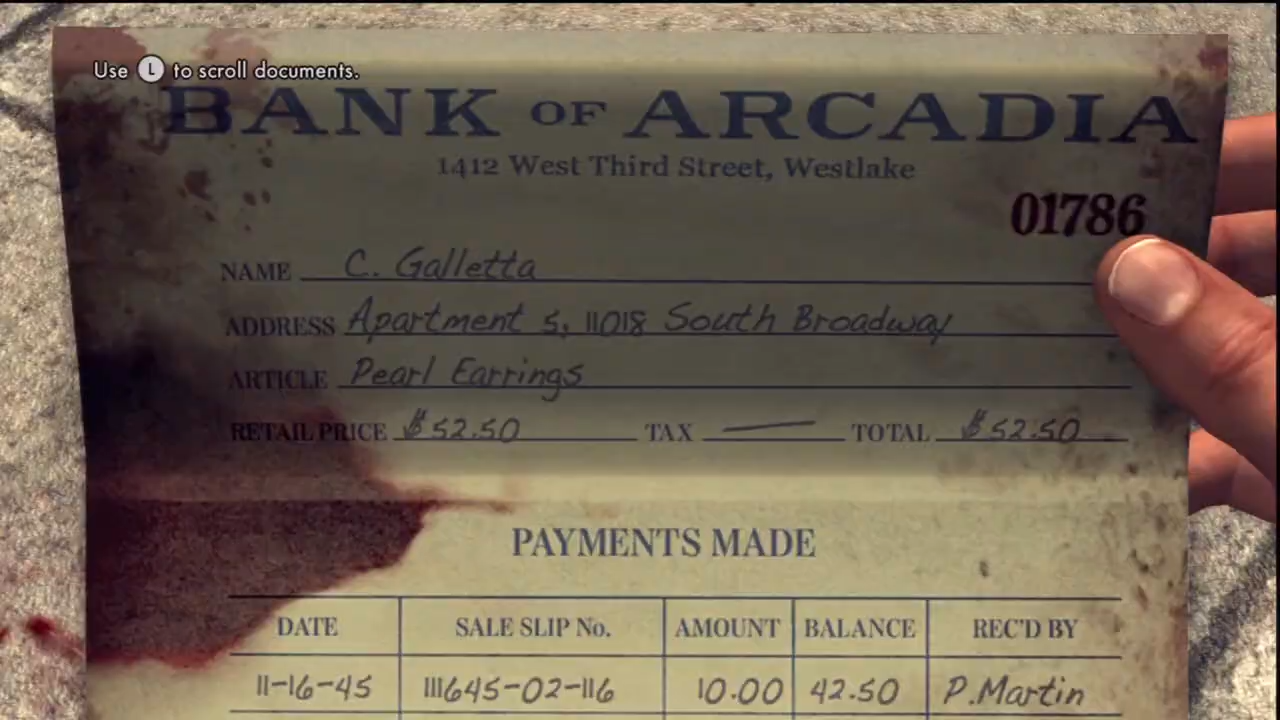 Use L to scroll documents.
BANK OF ARCADIA
1412 West Third Street, Westlake
01786
NAME C. Galletta
ADDRESS Apartment 5, 11018 South Broadway
ARTICLE Pearl Earrings
RETAIL PRICE $52.50 TAX — TOTAL $52.50
PAYMENTS MADE
DATE SALE SLIP No. AMOUNT BALANCE REC'D BY
11-16-45 111645-02-116 10.00 42.50 P.Martin